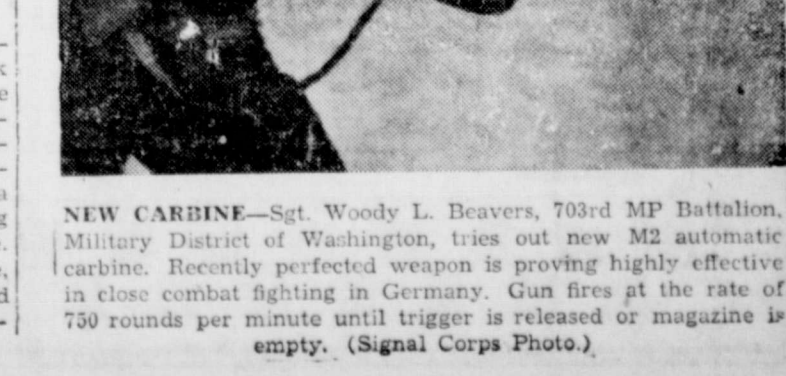 NEW CARBINE—Sgt. Woody L. Beavers, 703rd MP Battalion,
Military District of Washington, tries out new M2 automatic
carbine. Recently perfected weapon is proving highly effective
in close combat fighting in Germany. Gun fires at the rate of
750 rounds per minute until trigger is released or magazine is
empty. (Signal Corps Photo.)